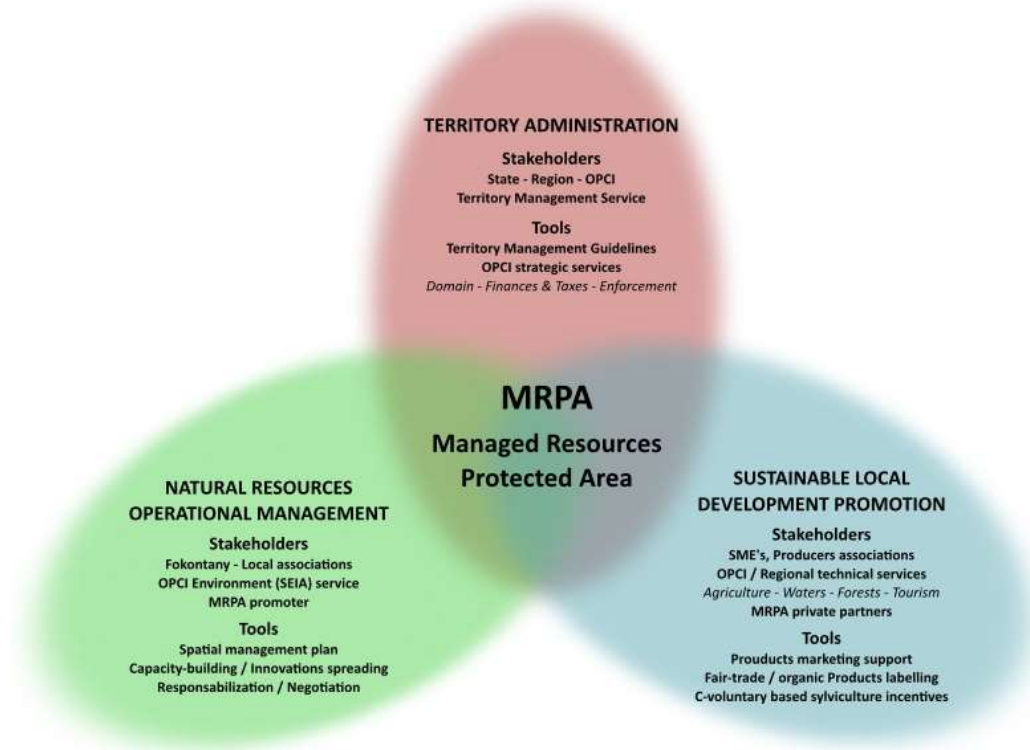 TERRITORY ADMINISTRATION
Stakeholders
State - Region - OPCI
Territory Management Service
Tools
Territory Management Guidelines
OPCI strategic services
Domain - Finances & Taxes - Enforcement
MRPA
Managed Resources
Protected Area
NATURAL RESOURCES
OPERATIONAL MANAGEMENT
Stakeholders
Fokontany - Local associations
OPCI Environment (SEIA) service
MRPA promoter
Tools
Spatial management plan
Capacity-building / Innovations spreading
Responsabilization / Negotiation
SUSTAINABLE LOCAL
DEVELOPMENT PROMOTION
Stakeholders
SME's, Producers associations
OPCI / Regional technical services
Agriculture - Waters - Forests - Tourism
MRPA private partners
Tools
Prouducts marketing support
Fair-trade / organic Products labelling
C-voluntary based sylviculture incentives